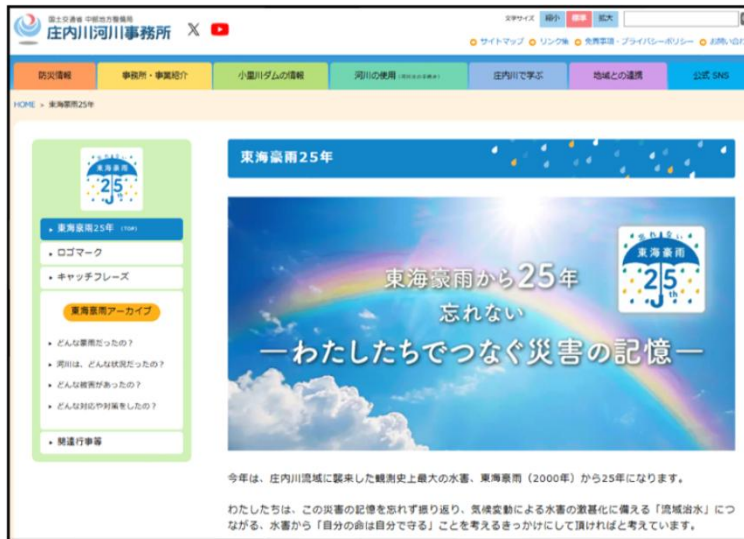 国土交通省 中部地方整備局
庄内川河川事務所
文字サイズ 縮小 標準 拡大
サイトマップ リンク集 免責事項・プライバシーポリシー お問い合わ
防災情報 事務所・事業紹介 小里川ダムの情報 河川の使用 庄内川で学ぶ 地域との連携 公式 SNS
HOME > 東海豪雨25年
忘れない
東海豪雨
25th
東海豪雨25年 (TOP)
ロゴマーク
キャッチフレーズ
東海豪雨アーカイブ
どんな豪雨だったの?
河川は、どんな状況だったの?
どんな被害があったの?
どんな対応や対策をしたの?
関連行事等
東海豪雨25年
忘れない
東海豪雨
25th
東海豪雨から25年
忘れない
―わたしたちでつなぐ災害の記憶―
今年は、庄内川流域に襲来した観測史上最大の水害、東海豪雨(2000年)から25年になります。
わたしたちは、この災害の記憶を忘れず振り返り、気候変動による水害の激甚化に備える「流域治水」につ
ながる、水害から「自分の命は自分で守る」ことを考えるきっかけにして頂ければと考えています。